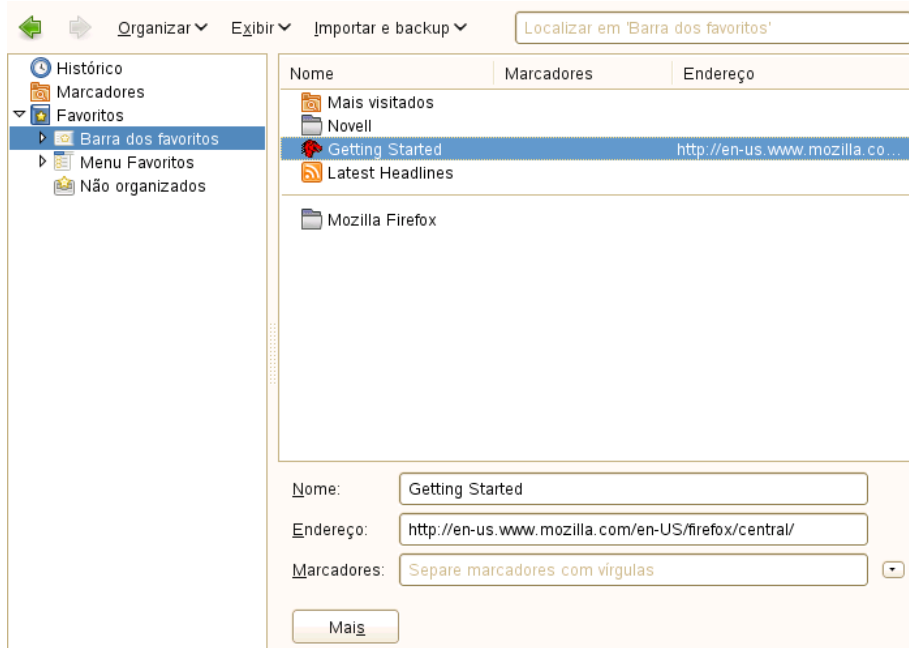 Organizar Exibir Importar e backup Localizar em 'Barra dos favoritos'
Histórico
Marcadores
Favoritos
Barra dos favoritos
Menu Favoritos
Não organizados
Nome Marcadores Endereço
Mais visitados
Novell
Getting Started http://en-us.www.mozilla.co...
Latest Headlines
Mozilla Firefox
Nome: Getting Started
Endereço: http://en-us.www.mozilla.com/en-US/firefox/central/
Marcadores: Separe marcadores com vírgulas
Mais